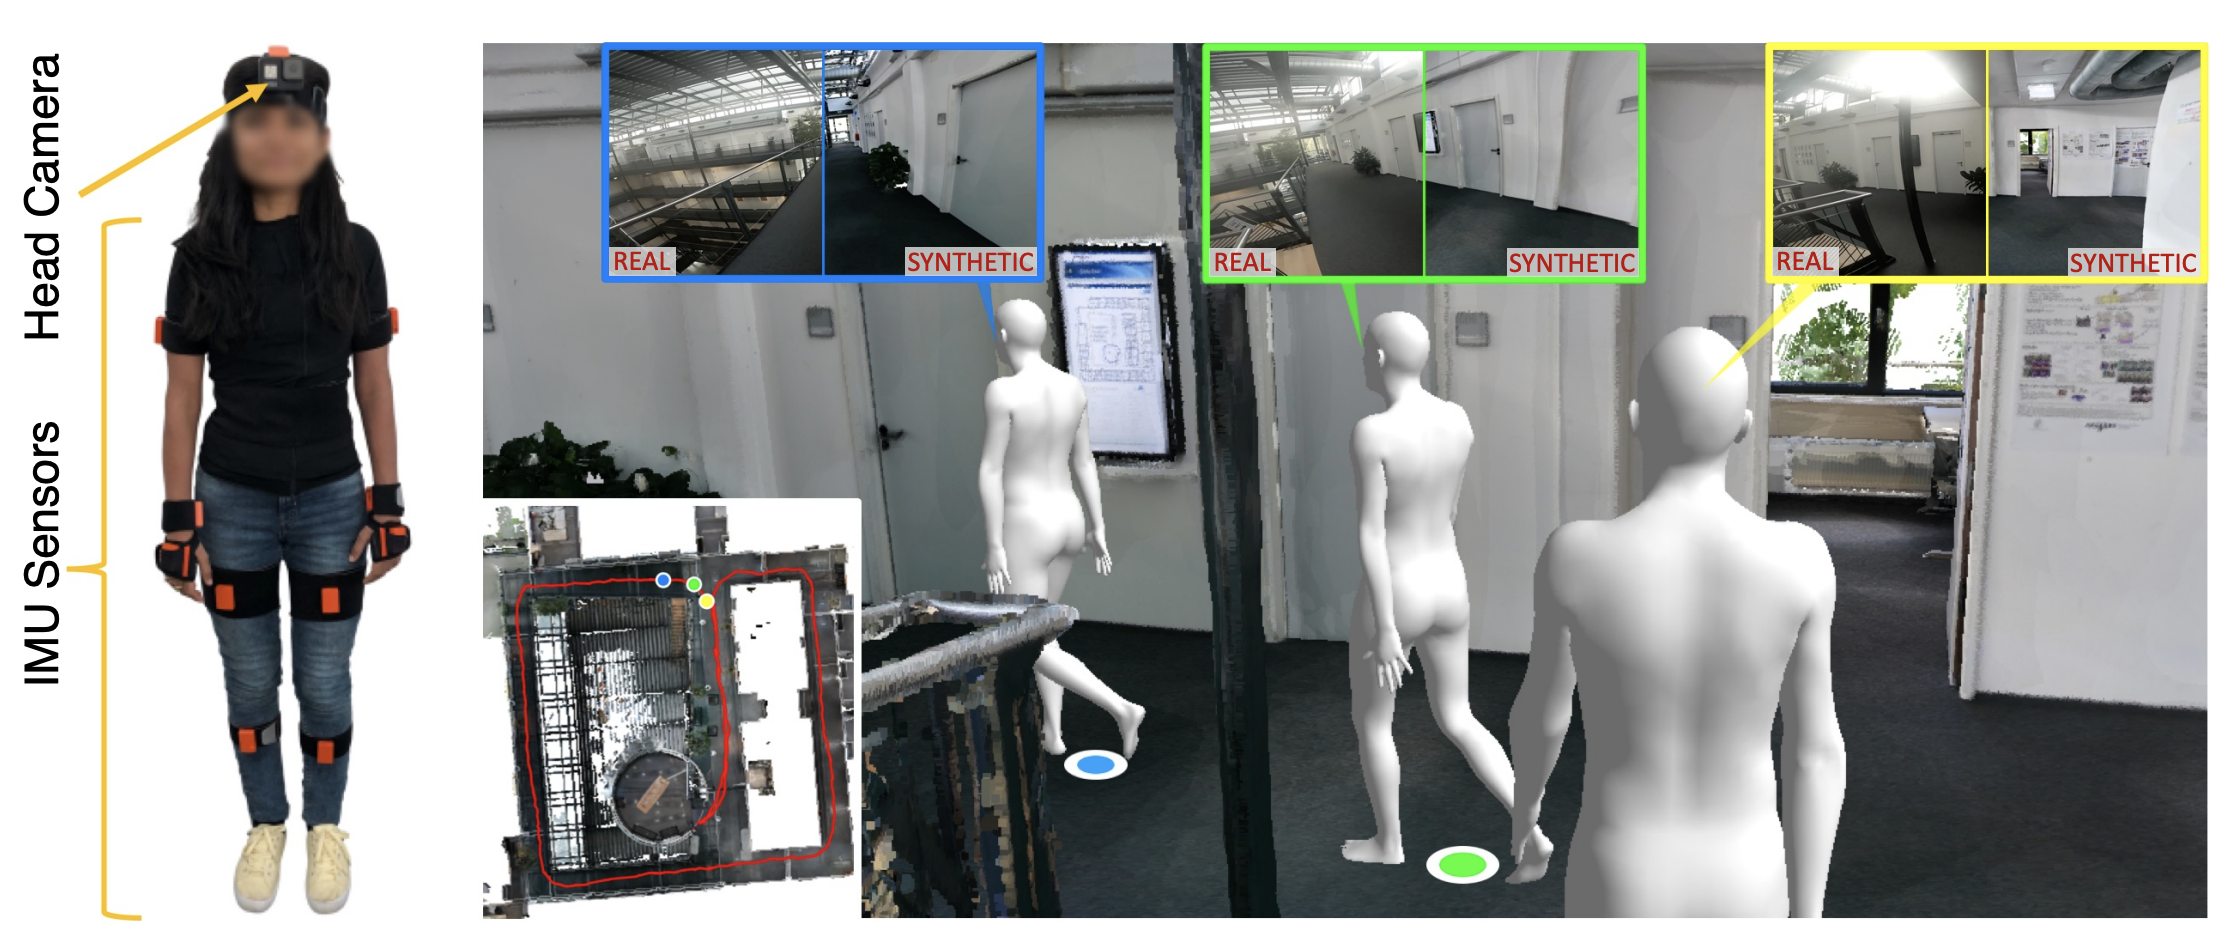 Head Camera
IMU Sensors
REAL
SYNTHETIC
REAL
SYNTHETIC
REAL
SYNTHETIC